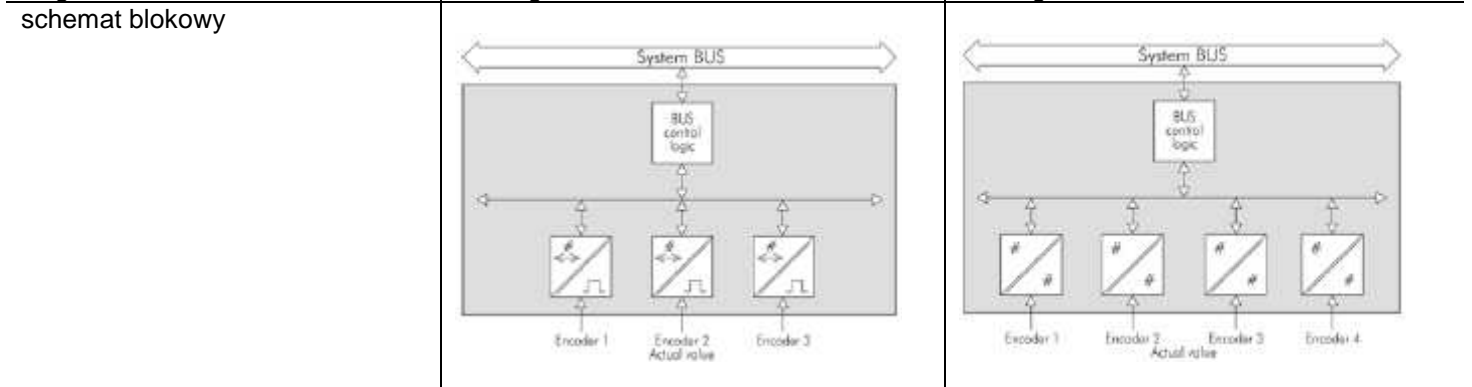 schemat blokowy
System BUS
BUS
control
logic
#
#
#
Encoder 1
Encoder 2
Encoder 3
Actual value
System BUS
BUS
control
logic
#
#
#
#
#
#
#
#
Encoder 1
Encoder 2
Encoder 3
Encoder 4
Actual value